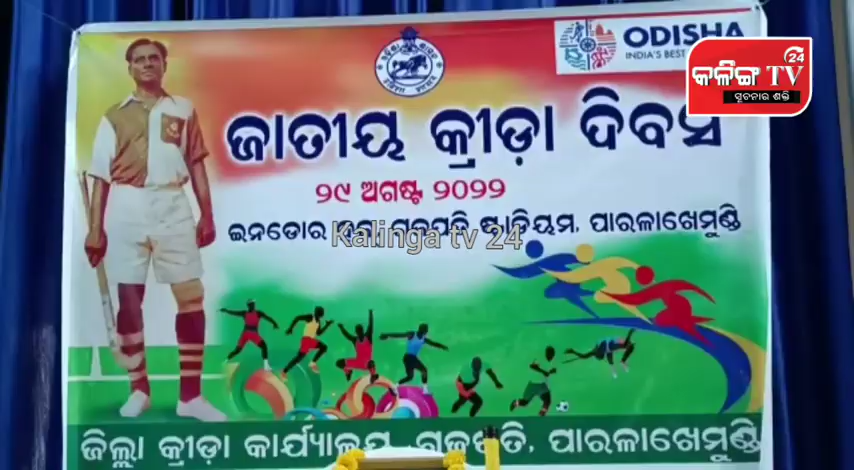 ODISHA
INDIA'S BEST
କଳିଙ୍ଗ TV 24
ସୂଚନାର ଶକ୍ତି
ଜାତୀୟ କ୍ରୀଡ଼ା ଦିବସ
୨୯ ଅଗଷ୍ଟ ୨୦୨୨
ଇନଡୋର ଗଜପତି ଷ୍ଟାଡିୟମ, ପାରଳାଖେମୁଣ୍ଡି
Kalinga tv 24
ଜିଲ୍ଲା କ୍ରୀଡ଼ା କାର୍ଯ୍ୟାଳୟ, ଗଜପତି, ପାରଳାଖେମୁଣ୍ଡି